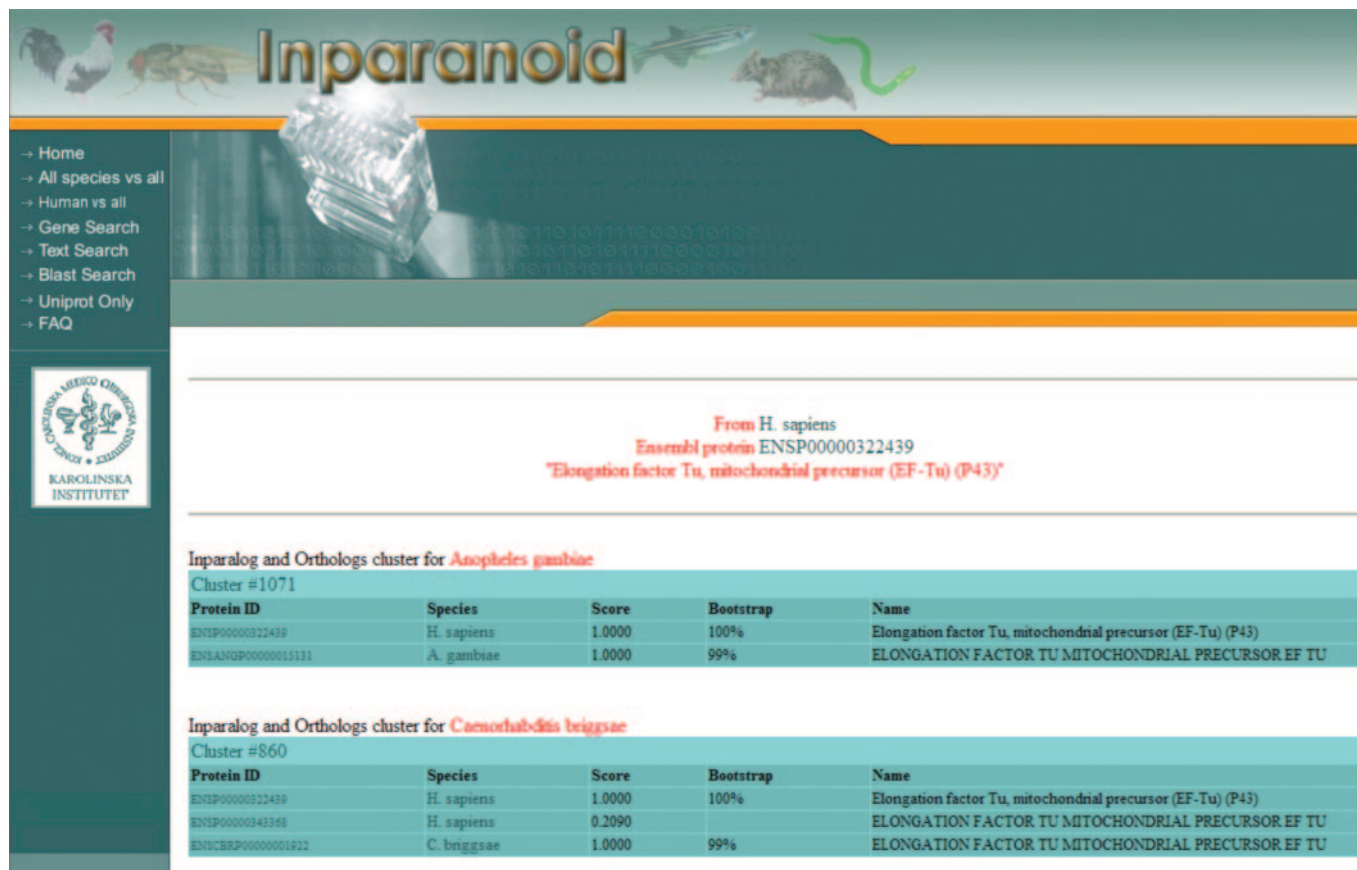 Inparanoid
→ Home
→ All species vs all
→ Human vs all
→ Gene Search
→ Text Search
→ Blast Search
→ Uniprot Only
→ FAQ
KAROLINSKA
INSTITUTET
From H. sapiens
Ensembl protein ENSP00000322439
"Elongation factor Tu, mitochondrial precursor (EF-Tu) (P43)"
Inparalog and Orthologs cluster for Anopheles gambiae
Cluster #1071
Protein ID Species Score Bootstrap Name
ENSP00000322439 H. sapiens 1.0000 100% Elongation factor Tu, mitochondrial precursor (EF-Tu) (P43)
ENSANGP00000015131 A. gambiae 1.0000 99% ELONGATION FACTOR TU MITOCHONDRIAL PRECURSOR EF TU
Inparalog and Orthologs cluster for Caenorhabditis briggsae
Cluster #860
Protein ID Species Score Bootstrap Name
ENSP00000322439 H. sapiens 1.0000 100% Elongation factor Tu, mitochondrial precursor (EF-Tu) (P43)
ENSP00000343368 H. sapiens 0.2090 ELONGATION FACTOR TU MITOCHONDRIAL PRECURSOR EF TU
ENSCBRP00000001922 C. briggsae 1.0000 99% ELONGATION FACTOR TU MITOCHONDRIAL PRECURSOR EF TU